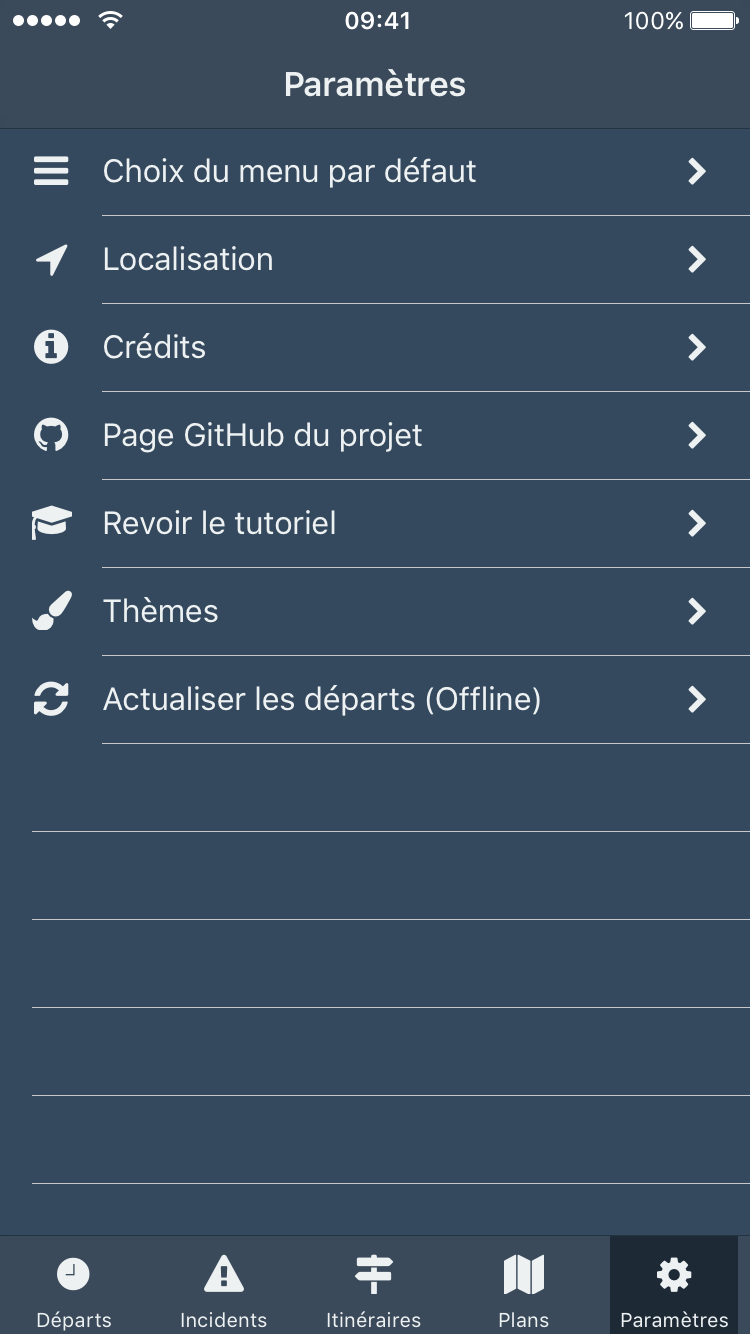 09:41
100%
Paramètres
Choix du menu par défaut
Localisation
Crédits
Page GitHub du projet
Revoir le tutoriel
Thèmes
Actualiser les départs (Offline)
Départs
Incidents
Itinéraires
Plans
Paramètres